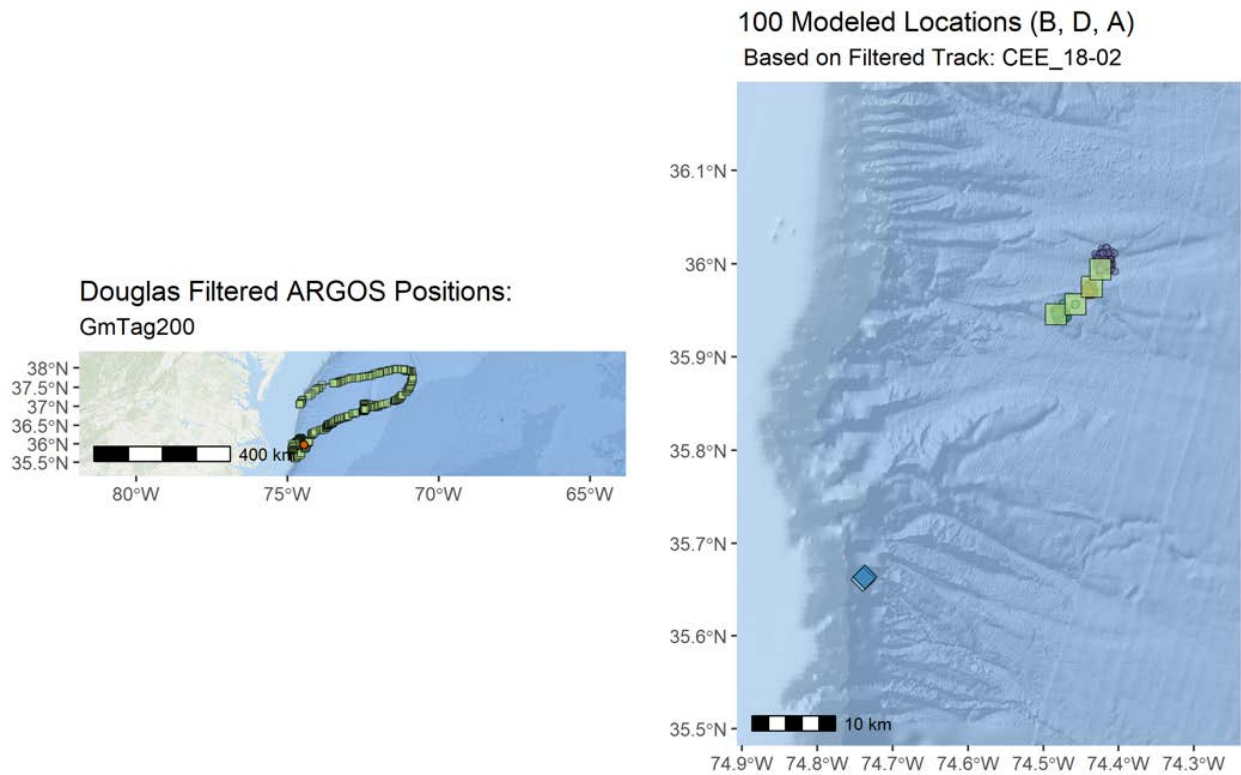 100 Modeled Locations (B, D, A)
Based on Filtered Track: CEE_18-02
36.1°N
36°N
35.9°N
35.8°N
35.7°N
35.6°N
35.5°N
10 km
74.9°W 74.8°W 74.7°W 74.6°W 74.5°W 74.4°W 74.3°W
Douglas Filtered ARGOS Positions:
GmTag200
38°N
37.5°N
37°N
36.5°N
36°N
35.5°N
400 km
80°W 75°W 70°W 65°W